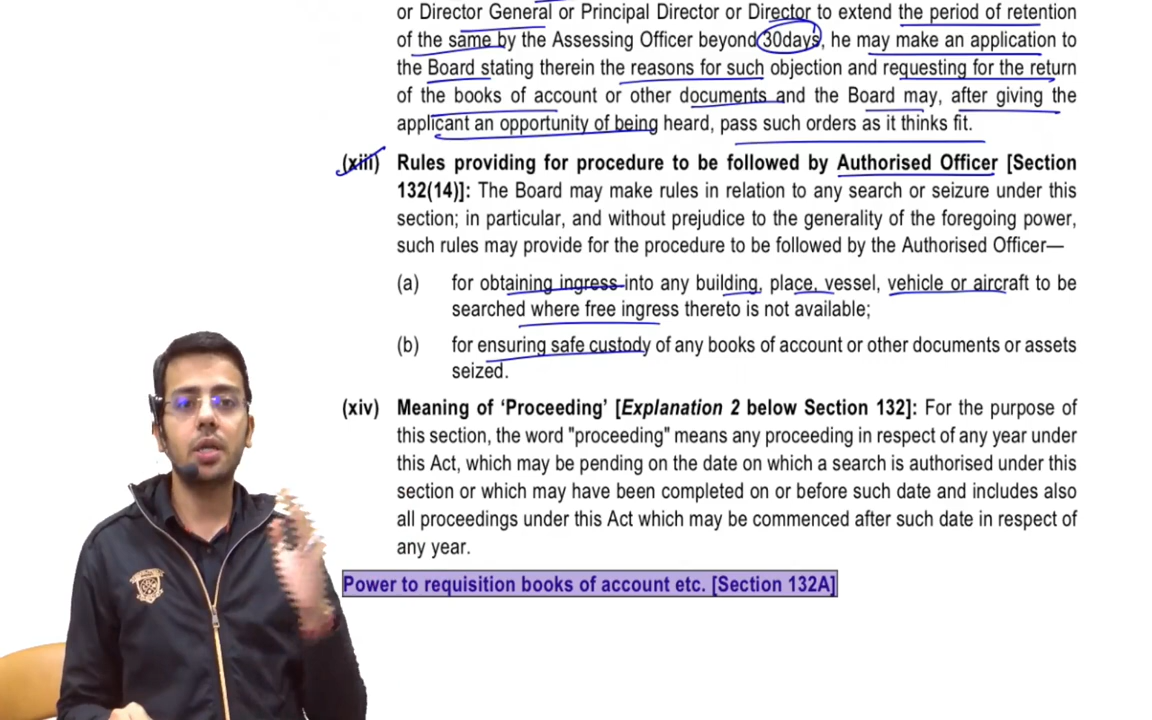 or Director General or Principal Director or Director to extend the period of retention
of the same by the Assessing Officer beyond 30days, he may make an application to
the Board stating therein the reasons for such objection and requesting for the return
of the books of account or other documents and the Board may, after giving the
applicant an opportunity of being heard, pass such orders as it thinks fit.
(xiii) Rules providing for procedure to be followed by Authorised Officer [Section
132(14)]: The Board may make rules in relation to any search or seizure under this
section; in particular, and without prejudice to the generality of the foregoing power,
such rules may provide for the procedure to be followed by the Authorised Officer—
(a) for obtaining ingress into any building, place, vessel, vehicle or aircraft to be
searched where free ingress thereto is not available;
(b) for ensuring safe custody of any books of account or other documents or assets
seized.
(xiv) Meaning of ‘Proceeding’ [Explanation 2 below Section 132]: For the purpose of
this section, the word "proceeding" means any proceeding in respect of any year under
this Act, which may be pending on the date on which a search is authorised under this
section or which may have been completed on or before such date and includes also
all proceedings under this Act which may be commenced after such date in respect of
any year.
Power to requisition books of account etc. [Section 132A]